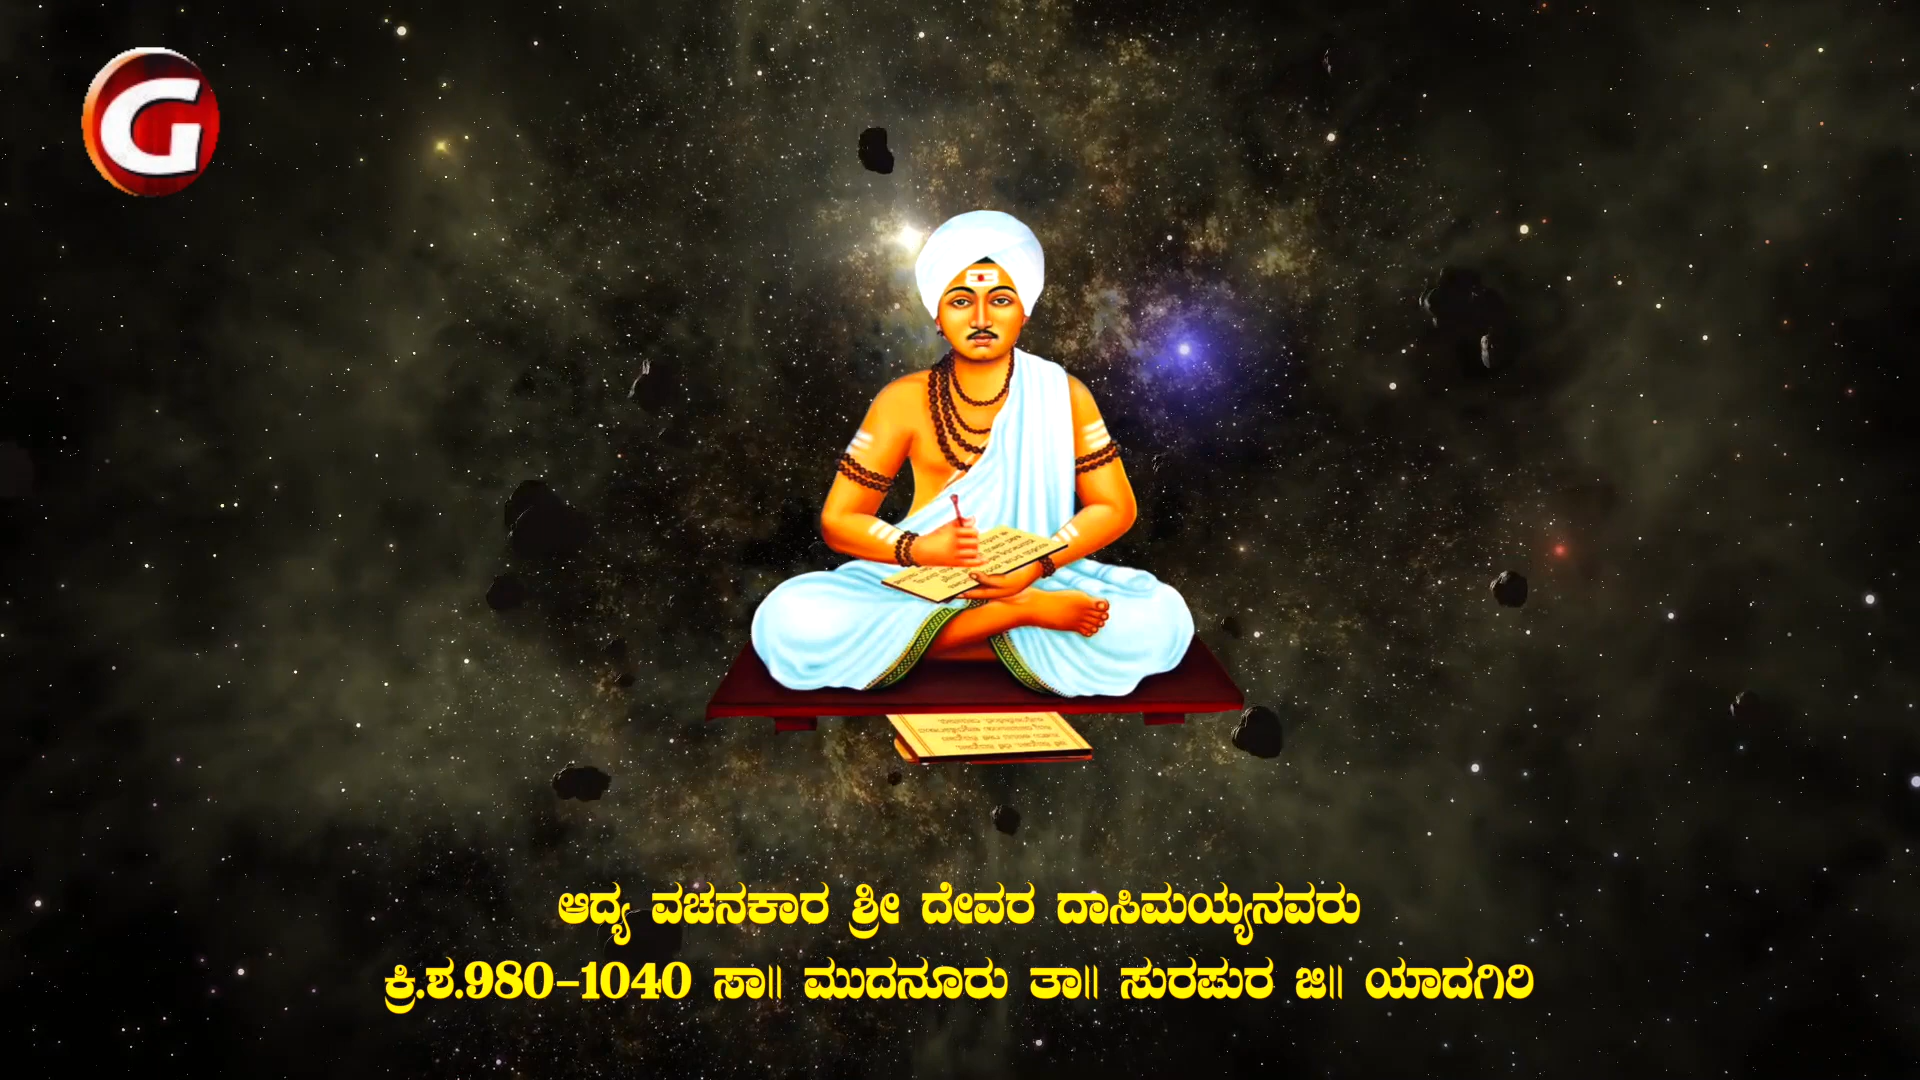 G
ಆದ್ಯ ವಚನಕಾರ ಶ್ರೀ ದೇವರ ದಾಸಿಮಯ್ಯನವರು
ಕ್ರಿ.ಶ.980-1040 ಸಾ॥ ಮುದನೂರು ತಾ॥ ಸುರಪುರ ಜಿ॥ ಯಾದಗಿರಿ